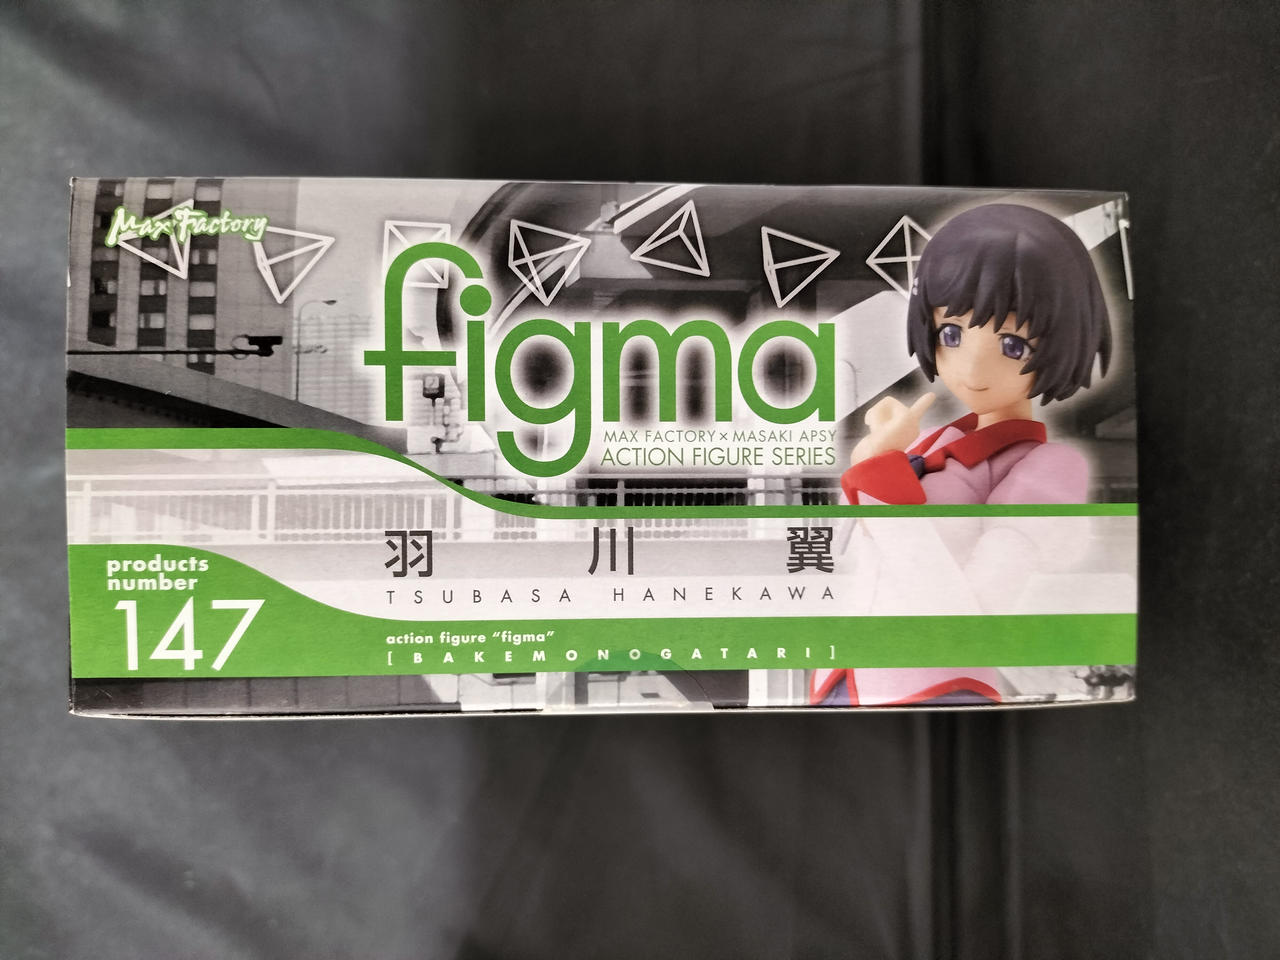 Max Factory
figma
MAX FACTORY × MASAKI APSY
ACTION FIGURE SERIES
羽川翼
TSUBASA HANEKAWA
products
number
147
action figure “figma”
[BAKEMONOGATARI]